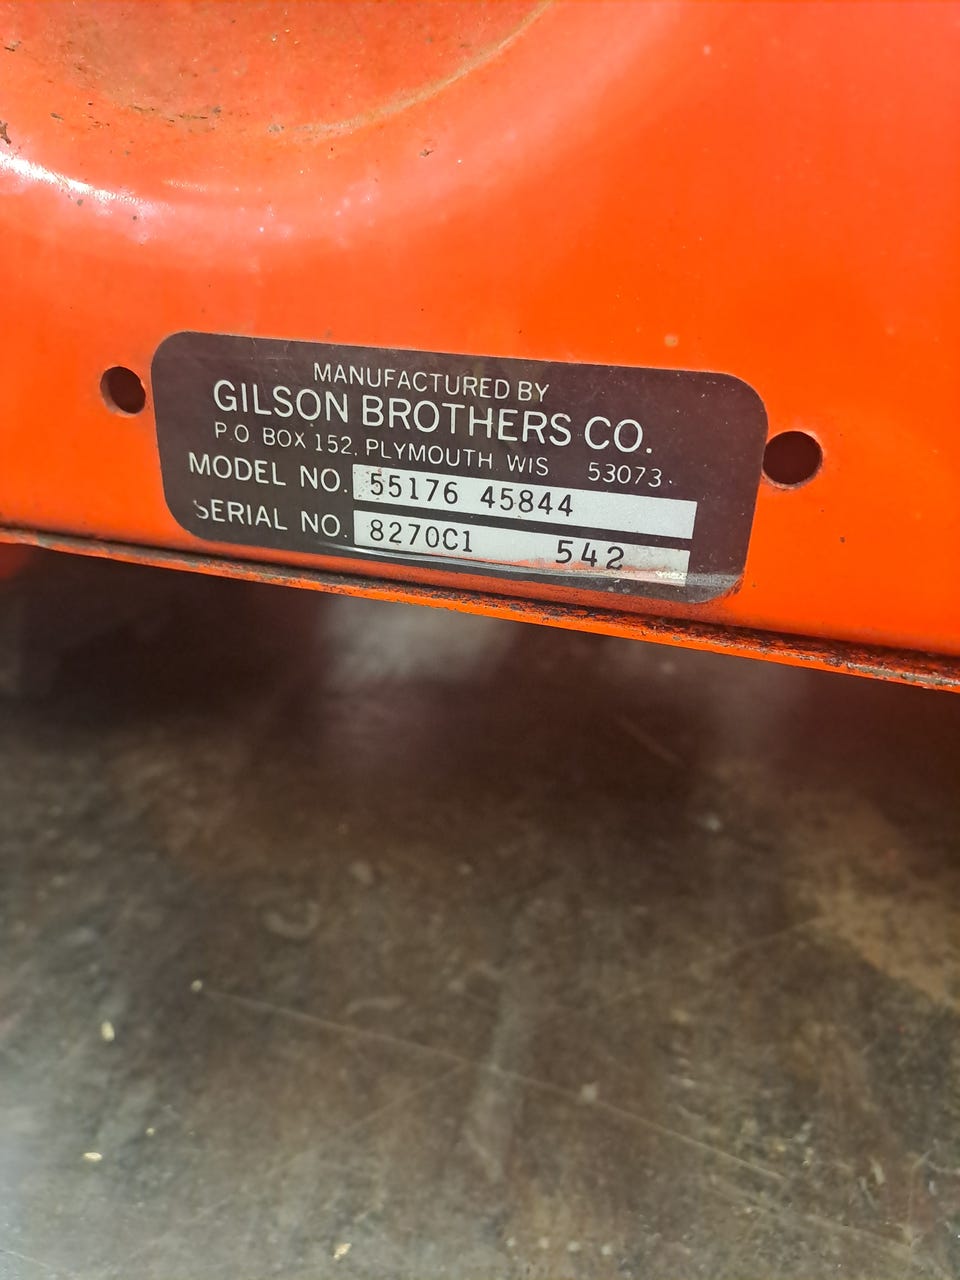 MANUFACTURED BY
GILSON BROTHERS CO.
P.O. BOX 152, PLYMOUTH WIS 53073
MODEL NO. 55176 45844
SERIAL NO. 8270C1 542